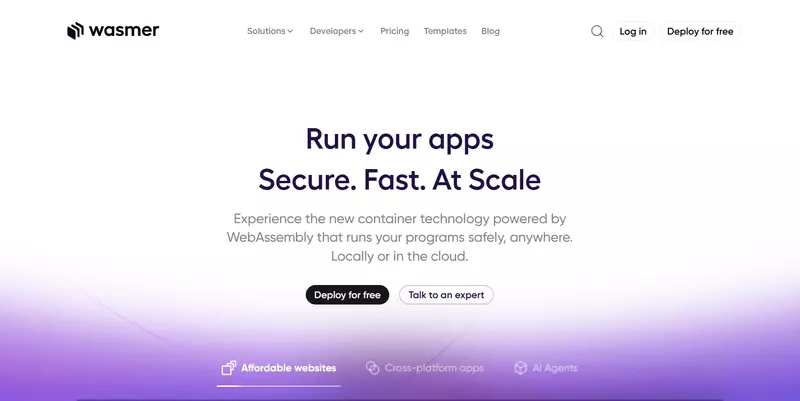 wasmer
Solutions
Developers
Pricing
Templates
Blog
Log in
Deploy for free
Run your apps
Secure. Fast. At Scale
Experience the new container technology powered by
WebAssembly that runs your programs safely, anywhere.
Locally or in the cloud.
Deploy for free
Talk to an expert
Affordable websites
Cross-platform apps
AI Agents